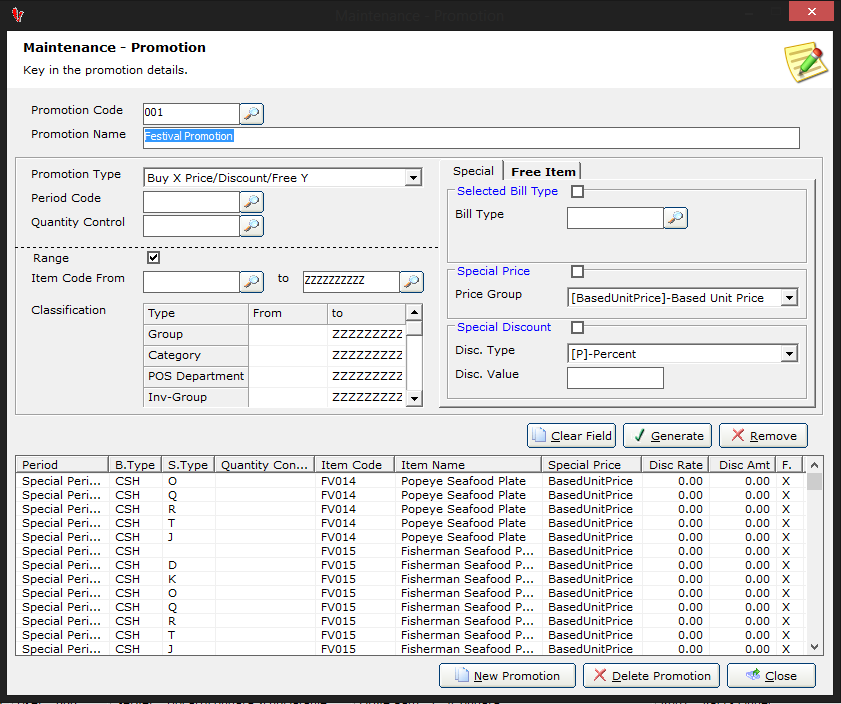 Maintenance - Promotion
Maintenance - Promotion
Key in the promotion details.
Promotion Code 001
Promotion Name Festival Promotion
Promotion Type Buy X Price/Discount/Free Y
Period Code
Quantity Control
Range
Item Code From to ZZZZZZZZZZ
Classification
Type From to
Group ZZZZZZZZZ
Category ZZZZZZZZZ
POS Department ZZZZZZZZZ
Inv-Group ZZZZZZZZZ
Special Free Item
Selected Bill Type
Bill Type
Special Price
Price Group [BasedUnitPrice]-Based Unit Price
Special Discount
Disc. Type [P]-Percent
Disc. Value
Clear Field Generate Remove
Period B.Type S.Type Quantity Con... Item Code Item Name Special Price Disc Rate Disc Amt F.
Special Peri... CSH O FV014 Popeye Seafood Plate BasedUnitPrice 0.00 0.00 X
Special Peri... CSH Q FV014 Popeye Seafood Plate BasedUnitPrice 0.00 0.00 X
Special Peri... CSH R FV014 Popeye Seafood Plate BasedUnitPrice 0.00 0.00 X
Special Peri... CSH T FV014 Popeye Seafood Plate BasedUnitPrice 0.00 0.00 X
Special Peri... CSH J FV014 Popeye Seafood Plate BasedUnitPrice 0.00 0.00 X
Special Peri... CSH FV015 Fisherman Seafood P... BasedUnitPrice 0.00 0.00 X
Special Peri... CSH D FV015 Fisherman Seafood P... BasedUnitPrice 0.00 0.00 X
Special Peri... CSH K FV015 Fisherman Seafood P... BasedUnitPrice 0.00 0.00 X
Special Peri... CSH O FV015 Fisherman Seafood P... BasedUnitPrice 0.00 0.00 X
Special Peri... CSH Q FV015 Fisherman Seafood P... BasedUnitPrice 0.00 0.00 X
Special Peri... CSH R FV015 Fisherman Seafood P... BasedUnitPrice 0.00 0.00 X
Special Peri... CSH T FV015 Fisherman Seafood P... BasedUnitPrice 0.00 0.00 X
Special Peri... CSH J FV015 Fisherman Seafood P... BasedUnitPrice 0.00 0.00 X
New Promotion Delete Promotion Close